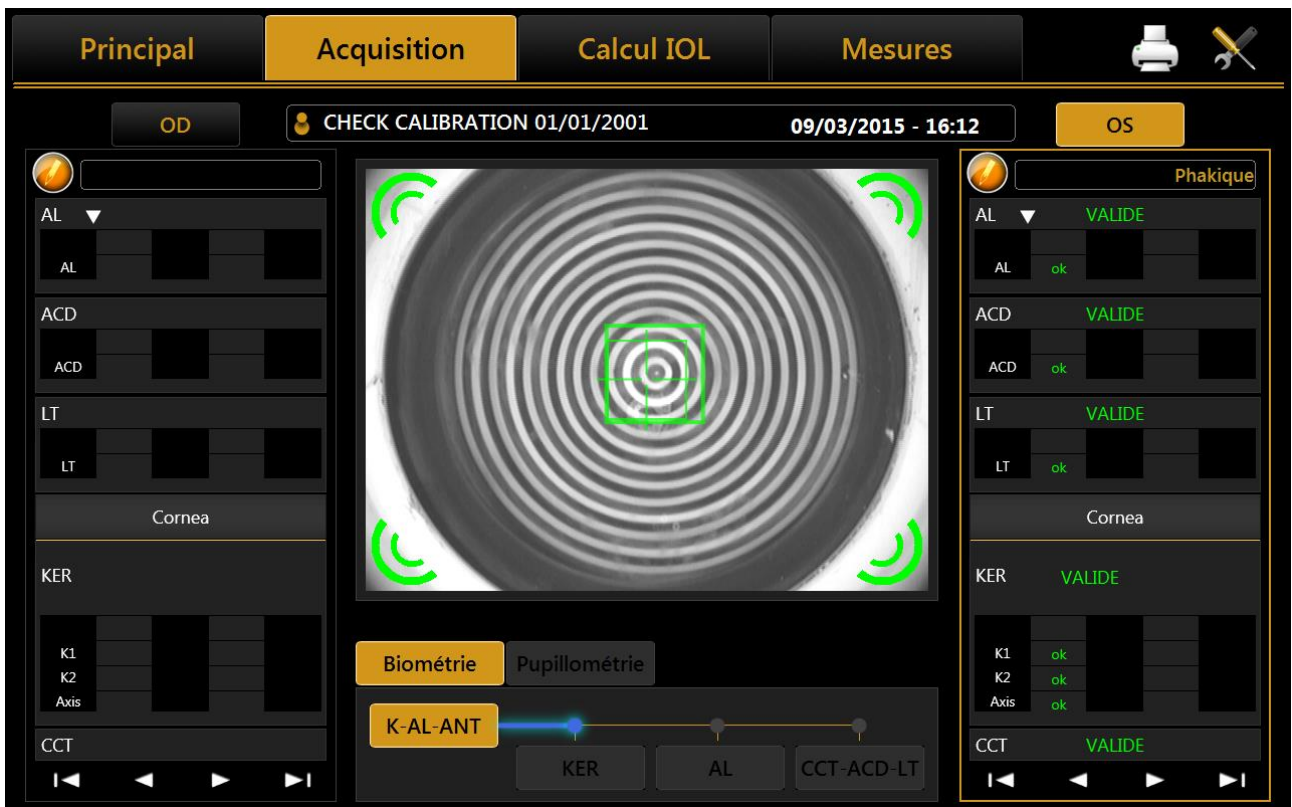 Principal Acquisition Calcul IOL Mesures
OD CHECK CALIBRATION 01/01/2001 09/03/2015 - 16:12 OS
AL
AL
ACD
ACD
LT
LT
Cornea
KER
K1
K2
Axis
CCT
Biométrie Pupillométrie
K-AL-ANT
KER AL CCT-ACD-LT
Phakique
AL VALIDE
AL ok
ACD VALIDE
ACD ok
LT VALIDE
LT ok
Cornea
KER VALIDE
K1 ok
K2 ok
Axis ok
CCT VALIDE